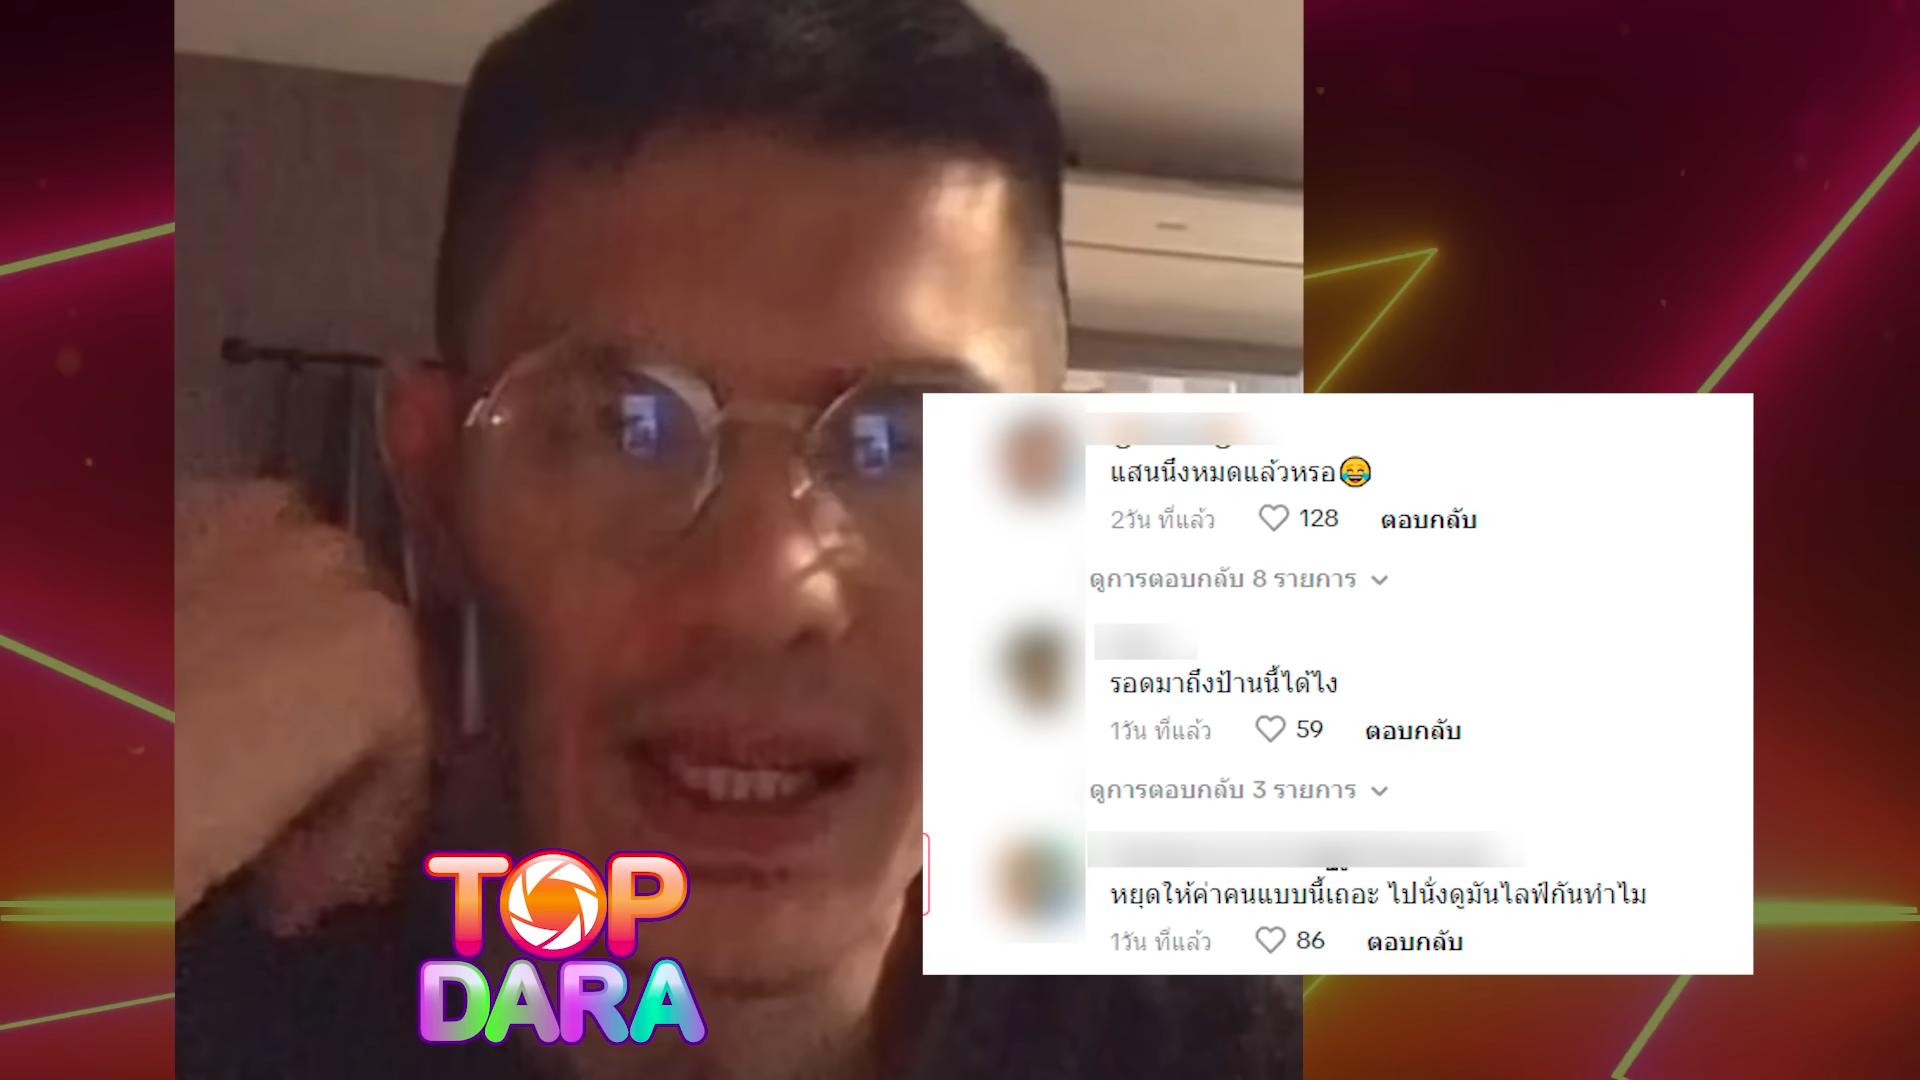 แสนนึงหมดแล้วหรอ😂
2วัน ที่แล้ว 128 ตอบกลับ
ดูการตอบกลับ 8 รายการ
รอดมาถึงป้านนี้ได้ไง
1วัน ที่แล้ว 59 ตอบกลับ
ดูการตอบกลับ 3 รายการ
หยุดให้ค่าคนแบบนี้เถอะ ไปนั่งดูมันไลฟ์กันทำไม
1วัน ที่แล้ว 86 ตอบกลับ
TOP
DARA